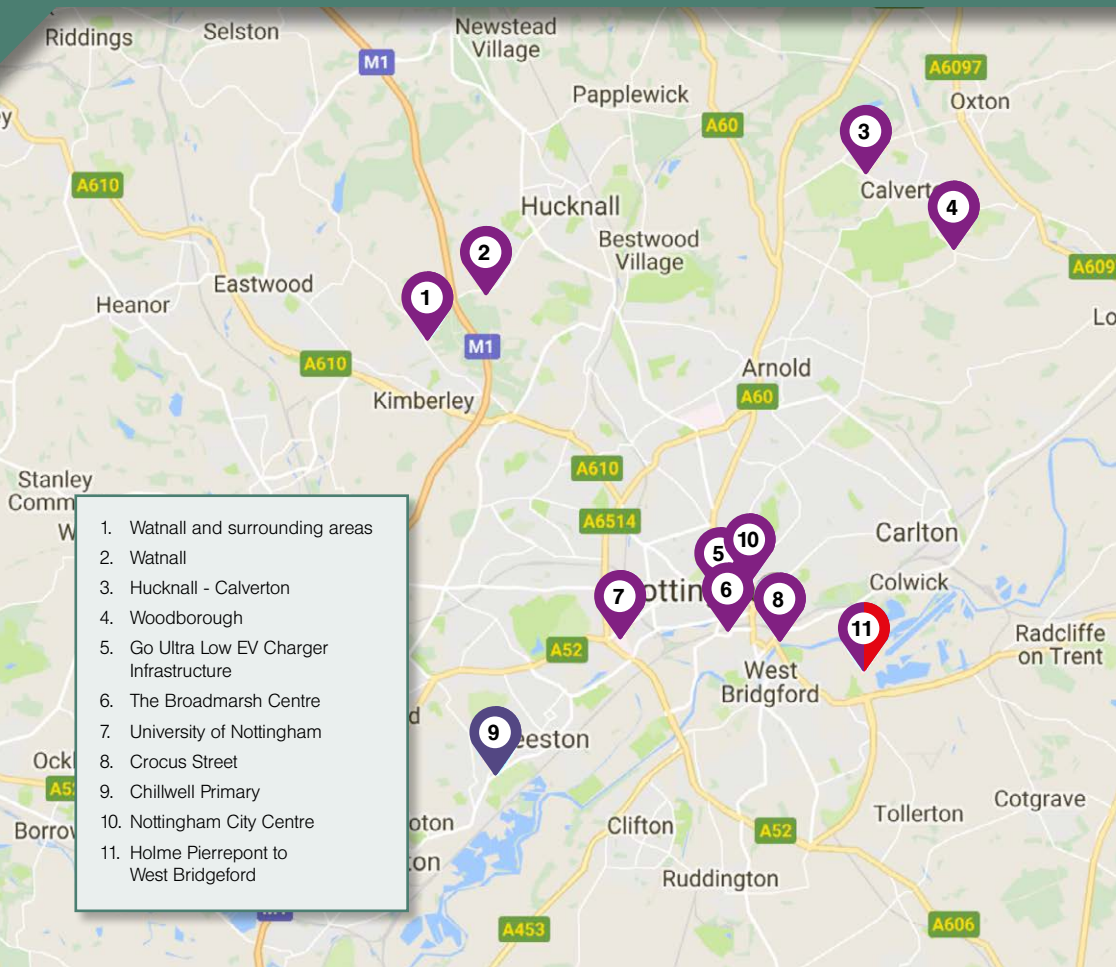 Riddings
Selston
Newstead
Village
M1
A6097
Papplewick
Oxton
A60
3
A610
Hucknall
4
Bestwood
Village
2
A609
Eastwood
Heanor
1
M1
Arnold
A610
A60
Kimberley
A610
Stanley
A6514
Carlton
5
10
Colwick
7
6
8
11
Radcliffe
on Trent
A52
West
Bridgford
9
Cotgrave
Clifton
A52
Tollerton
Ruddington
A453
A606
1. Watnall and surrounding areas
2. Watnall
3. Hucknall - Calverton
4. Woodborough
5. Go Ultra Low EV Charger
Infrastructure
6. The Broadmarsh Centre
7. University of Nottingham
8. Crocus Street
9. Chillwell Primary
10. Nottingham City Centre
11. Holme Pierrepont to
West Bridgeford